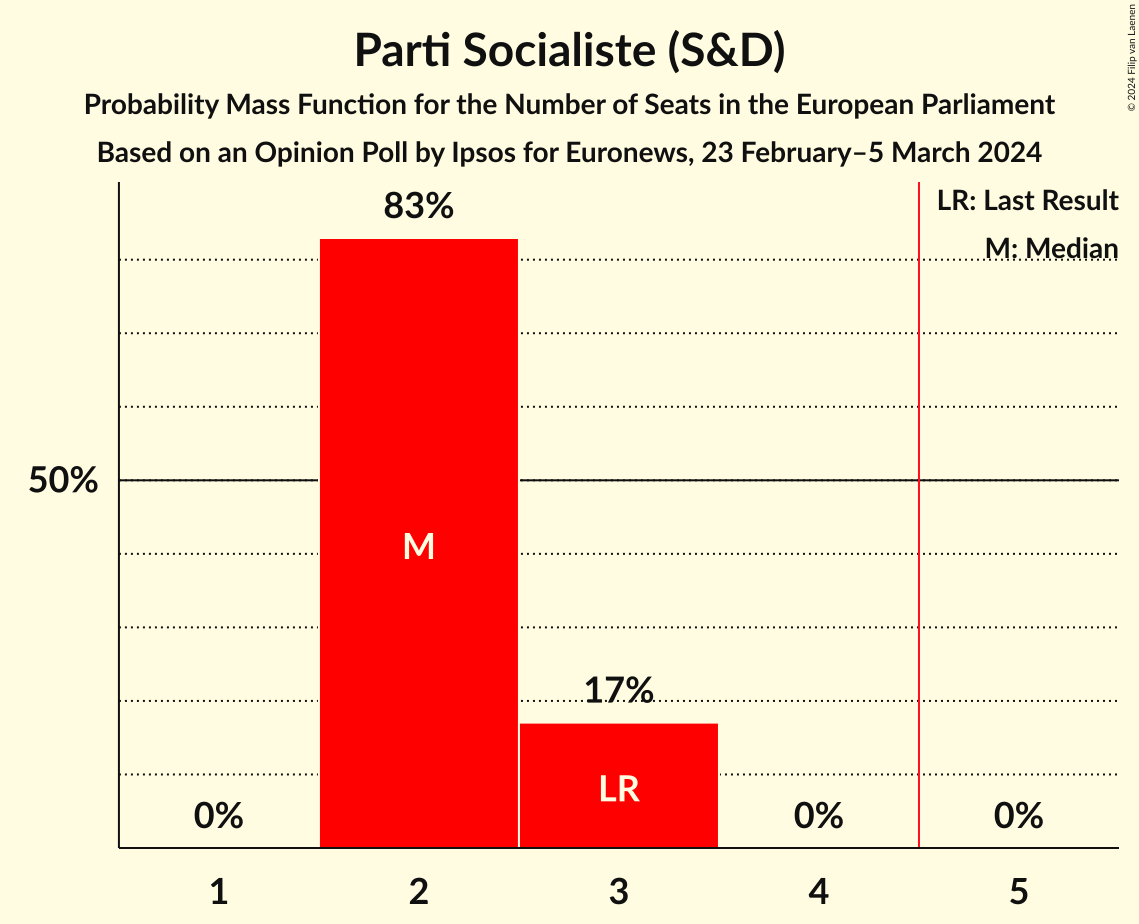 Parti Socialiste (S&D)
Probability Mass Function for the Number of Seats in the European Parliament
Based on an Opinion Poll by Ipsos for Euronews, 23 February–5 March 2024
© 2024 Filip van Laenen
LR: Last Result
M: Median
83%
50%
M
17%
LR
0%
0%
0%
1
2
3
4
5